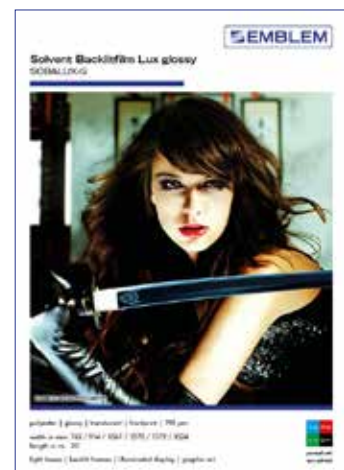 EMBLEM
Solvent Backlitfilm Lux glossy
SOBALUX-G
polyester | glossy | translucent | frontprint | 190 µm
width in mm: 762 / 914 / 1067 / 1270 / 1372 / 1524
length in m: 30
light boxes | backlit frames | illuminated display | graphic art